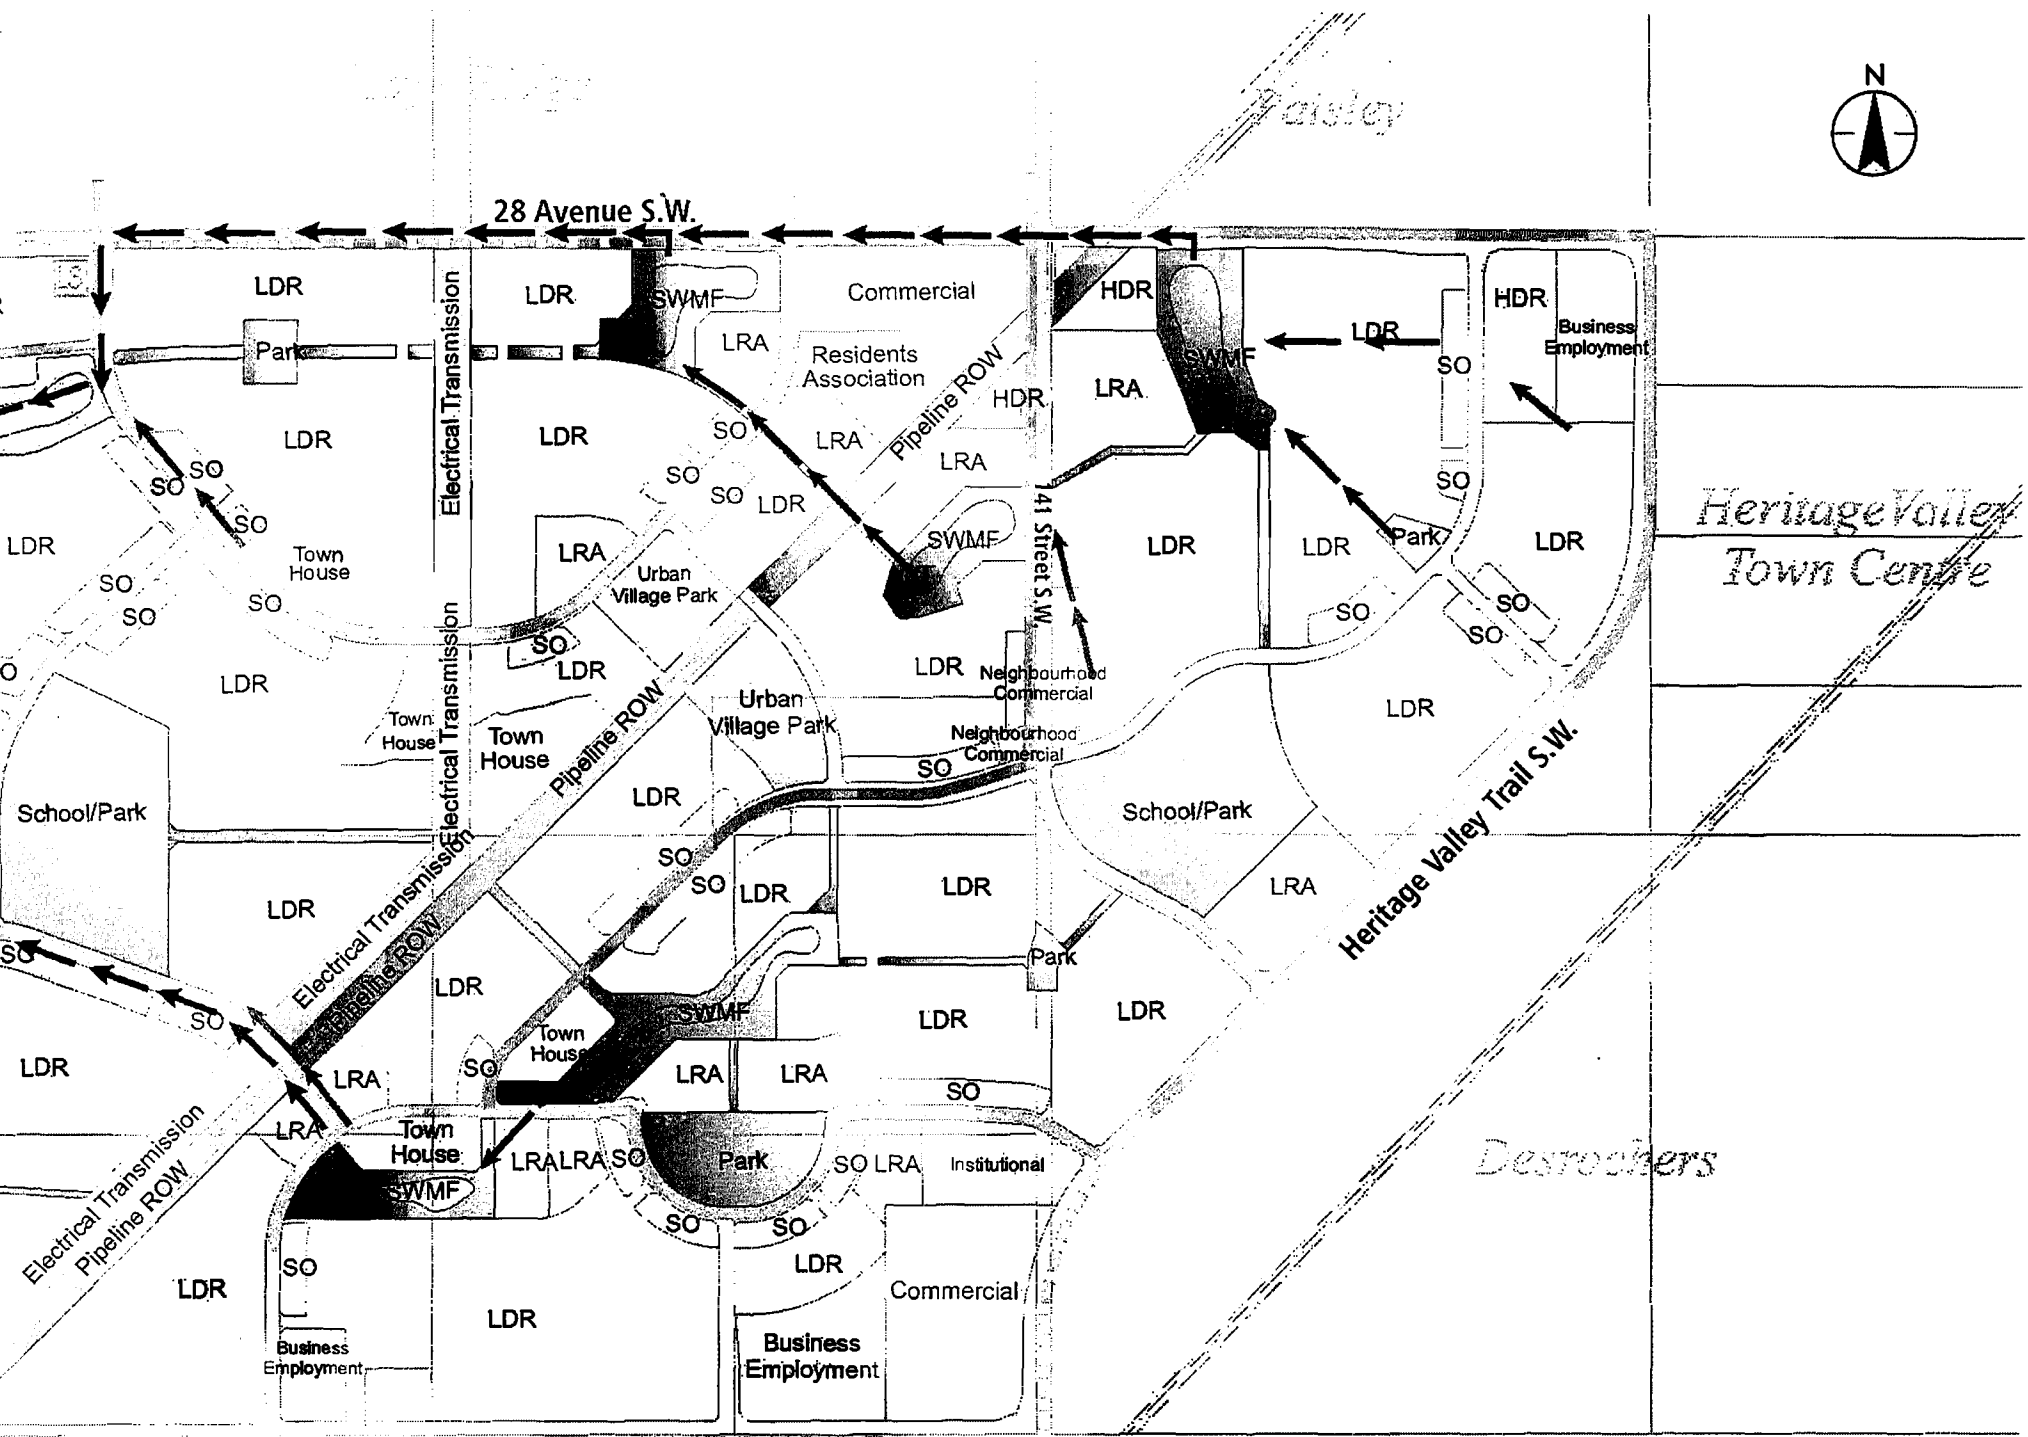 N
Paisley
28 Avenue S.W.
LS
LDR
LDR
SWMF
Commercial
HDR
HDR
Business
Employment
LDR
Park
LRA
Residents
Association
SWMF
SO
Electrical Transmission
Pipeline ROW
HDR
LRA
LDR
LDR
SO
LRA
LRA
SO
SO
SO
SO
SO
LDR
SO
Heritage Valley
Town Centre
LDR
Town
House
LRA
SWMF
141 Street S.W.
LDR
LDR
Park
LDR
SO
SO
Urban
Village Park
SO
SO
SO
SO
SO
Electrical Transmission
SO
LDR
LDR
LDR
Neighbourhood
Commercial
Urban
Village Park
LDR
Town
House
Town
House
Pipeline ROW
Neighbourhood
Commercial
SO
Heritage Valley Trail S.W.
School/Park
LDR
School/Park
SO
SO
LDR
LDR
LRA
LDR
Electrical Transmission
Pipeline ROW
SO
LDR
Park
SWMF
LDR
LDR
SO
Town
House
LDR
LRA
SO
LRA
LRA
SO
LRA
Town
House
LRA
LRA
SO
Park
SO
LRA
Institutional
Desrochers
SWMF
Electrical Transmission
Pipeline ROW
SO
SO
SO
LDR
LDR
Commercial
LDR
Business
Employment
Business
Employment